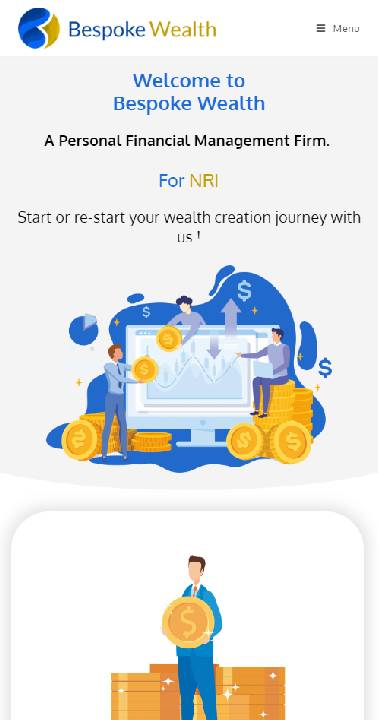 Bespoke Wealth
≡ Menu
Welcome to
Bespoke Wealth
A Personal Financial Management Firm.
For NRI
Start or re-start your wealth creation journey with
us !